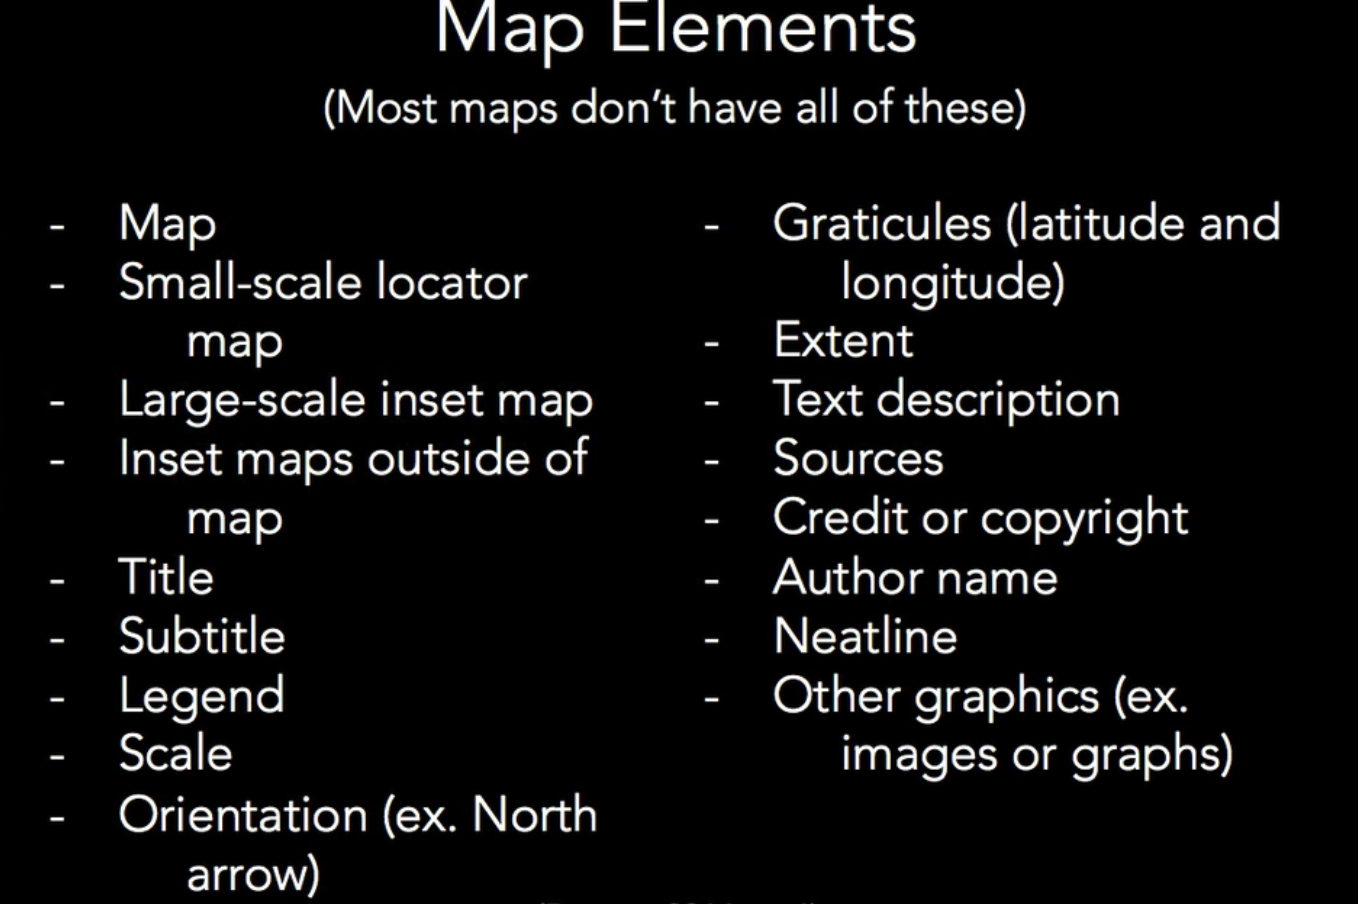 Map Elements
(Most maps don't have all of these)
- Map
- Small-scale locator
map
- Large-scale inset map
- Inset maps outside of
map
- Title
- Subtitle
- Legend
- Scale
- Orientation (ex. North
arrow)
- Graticules (latitude and
longitude)
- Extent
- Text description
- Sources
- Credit or copyright
- Author name
- Neatline
- Other graphics (ex.
images or graphs)